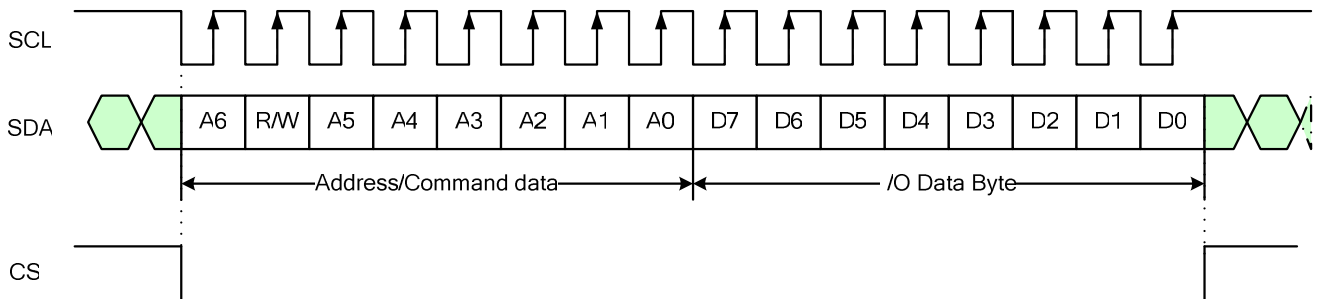 SCL
SDA
A6 R/W A5 A4 A3 A2 A1 A0 D7 D6 D5 D4 D3 D2 D1 D0
Address/Command data /O Data Byte
CS